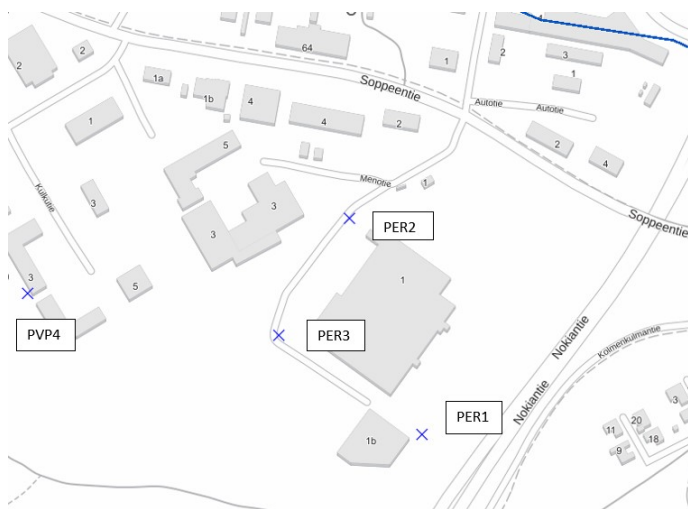 64
1
2
3
2
2
1a
1b
4
4
2
Soppeentie
1
Autotie
Autotie
2
4
1
5
Menotie
1
3
3
3
Kulkutie
Soppeentie
PER2
3
5
1
PVP4
PER3
Nokiantie
Kolmenkulmantie
Nokiantie
PER1
1b
3
20
11
18
9